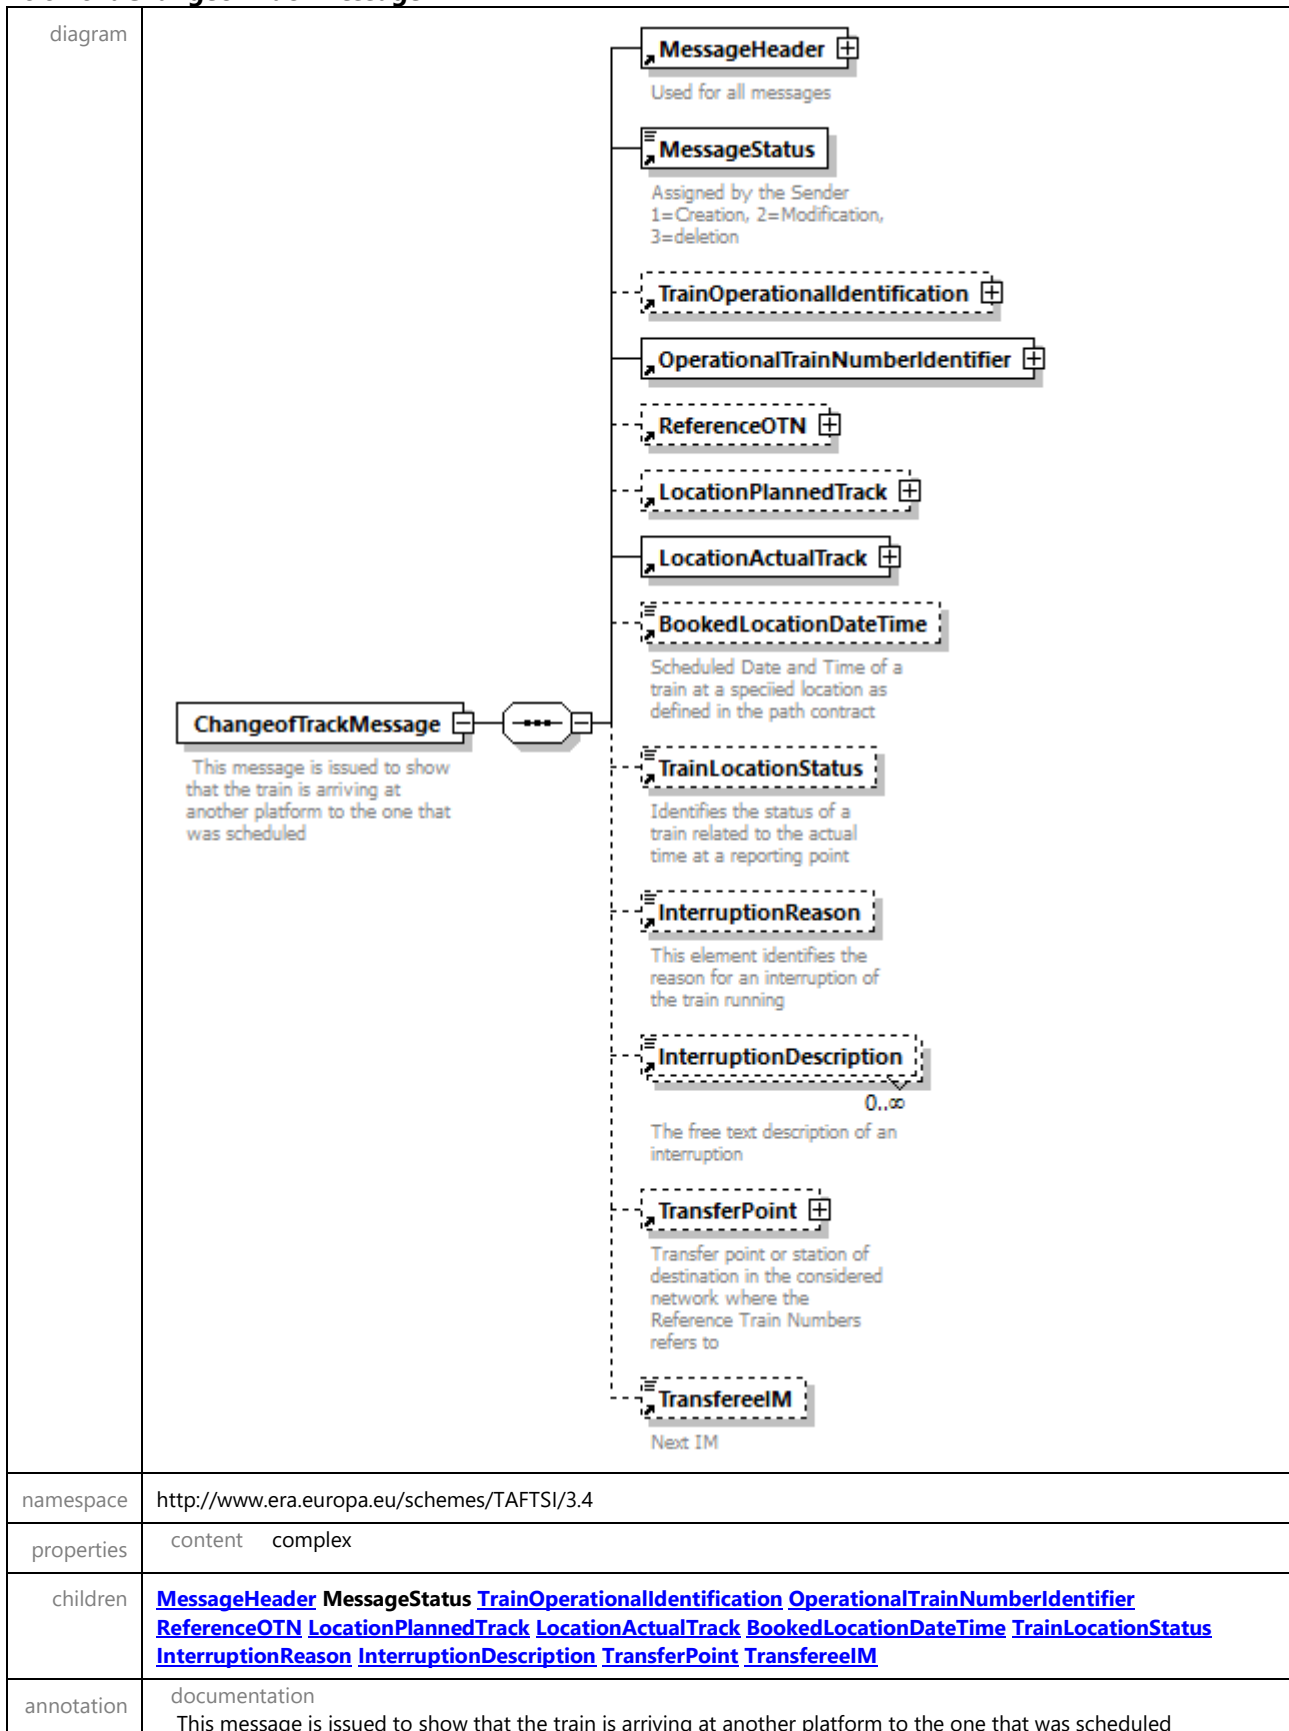 diagram
MessageHeader
Used for all messages
MessageStatus
Assigned by the Sender
1=Creation, 2=Modification,
3=deletion
TrainOperationalIdentification
OperationalTrainNumberIdentifier
ReferenceOTN
LocationPlannedTrack
LocationActualTrack
BookedLocationDateTime
Scheduled Date and Time of a
train at a speciied location as
defined in the path contract
ChangeofTrackMessage
This message is issued to show
that the train is arriving at
another platform to the one that
was scheduled
TrainLocationStatus
Identifies the status of a
train related to the actual
time at a reporting point
InterruptionReason
This element identifies the
reason for an interruption of
the train running
InterruptionDescription
0..∞
The free text description of an
interruption
TransferPoint
Transfer point or station of
destination in the considered
network where the
Reference Train Numbers
refers to
TransfereeIM
Next IM
namespace http://www.era.europa.eu/schemes/TAFTSI/3.4
properties content complex
children MessageHeader MessageStatus TrainOperationalIdentification OperationalTrainNumberIdentifier
ReferenceOTN LocationPlannedTrack LocationActualTrack BookedLocationDateTime TrainLocationStatus
InterruptionReason InterruptionDescription TransferPoint TransfereeIM
annotation documentation
This message is issued to show that the train is arriving at another platform to the one that was scheduled